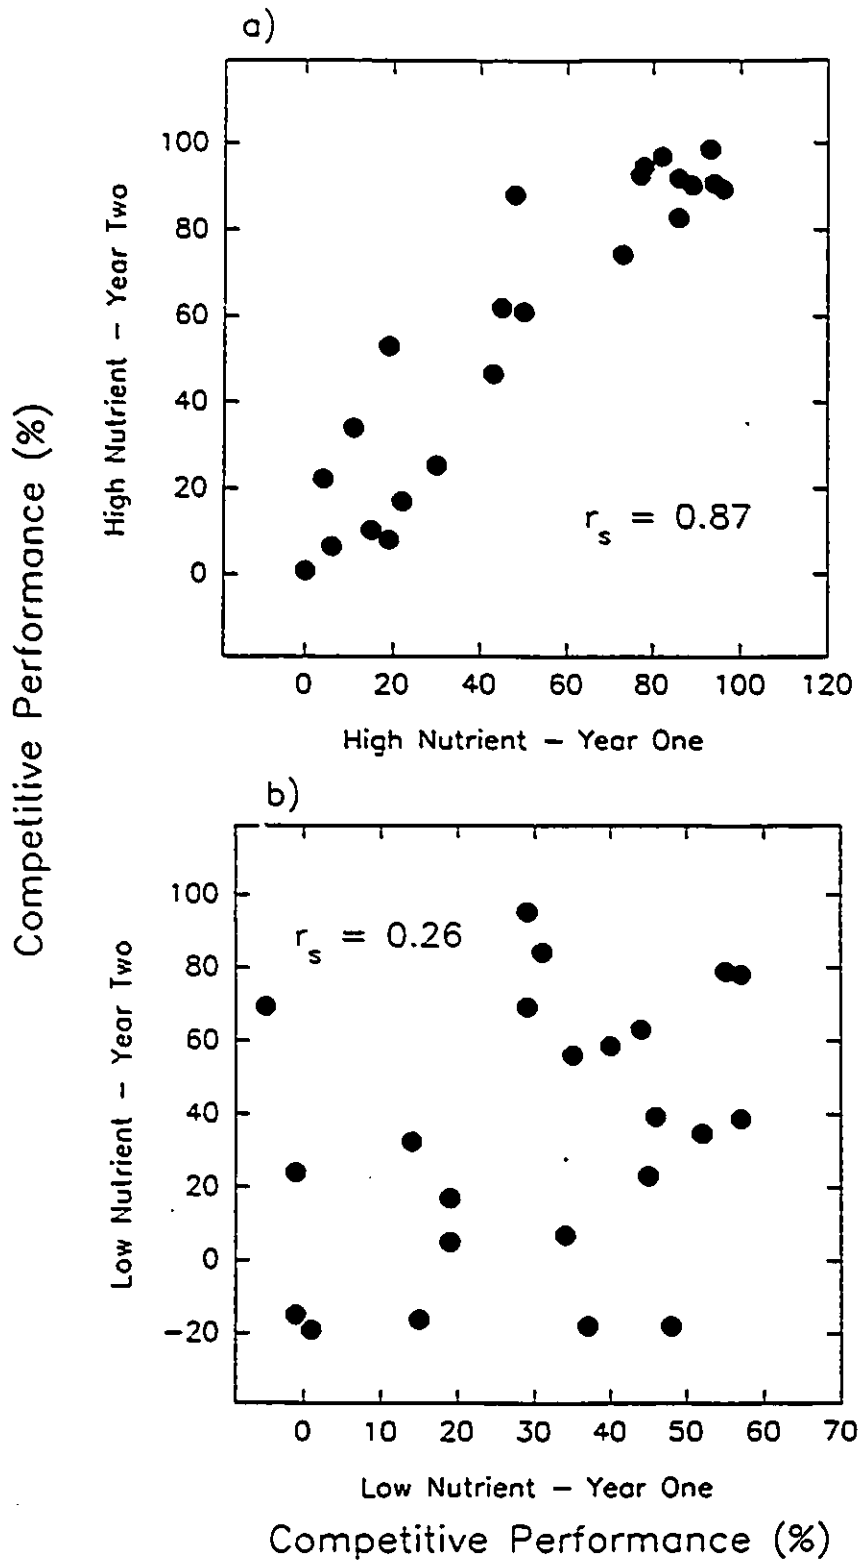 a)
Competitive Performance (%)
High Nutrient – Year Two
100
80
60
40
20
0
r_s = 0.87
0 20 40 60 80 100 120
High Nutrient – Year One
b)
Low Nutrient – Year Two
100
80
60
40
20
0
−20
r_s = 0.26
0 10 20 30 40 50 60 70
Low Nutrient – Year One
Competitive Performance (%)